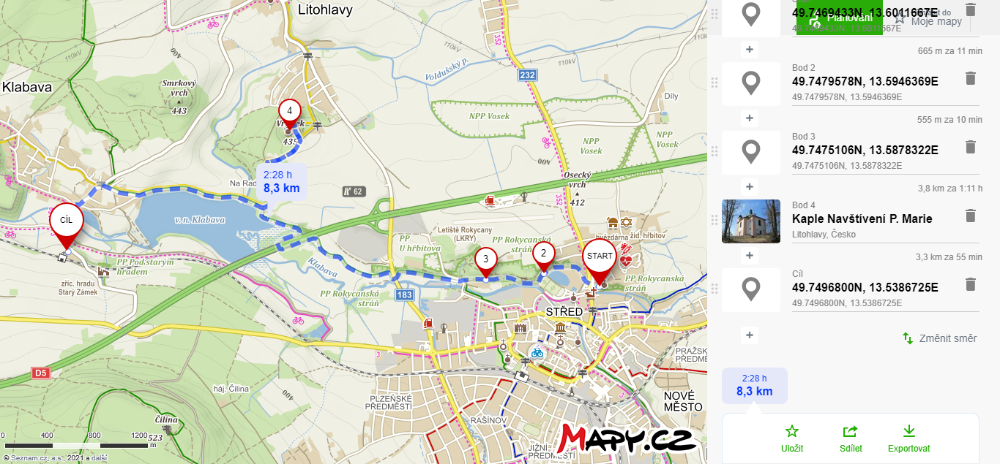 Litohlavy
352
232
110kV
400
Smrkový
vrch
443
110kV
Voldušský p.
Díly
Klabava
NPP Vosek
NPP
Vosek
NPP
Vosek
4
435
400
Osecký
vrch
412
352
Na Rad
2:28 h
8,3 km
62
v. n. Klabava
CÍL
Letiště Rokycany
(LKRY)
PP
U hřbitova
PP Rokycanská
stráň
hvězdárna
žid. hřbitov
3
2
START
PP Pod starým
hradem
zříc. hradu
Starý Zámek
PP Rokycanská
stráň
PP Rokycanská
stráň
Klabava
183
STŘED
3
D5
háj. Čilina
400
PLZEŇSKÉ
PŘEDMĚSTÍ
RAŠÍNOV
PRAŽSKÉ
PŘEDMĚ
NOVÉ
MĚSTO
3
JIŽNÍ
PŘEDMĚSTÍ
Čilina
523
0 400 800 1200 m
© Seznam.cz, a.s., 2021 a další
MAPY.CZ
Plánování
Moje mapy
49.7469433N, 13.6011667E
49.7469433N, 13.6011667E
+
665 m za 11 min
Bod 2
49.7479578N, 13.5946369E
49.7479578N, 13.5946369E
+
555 m za 10 min
Bod 3
49.7475106N, 13.5878322E
49.7475106N, 13.5878322E
+
3,8 km za 1:11 h
Bod 4
Kaple Navštívení P. Marie
Litohlavy, Česko
+
3,3 km za 55 min
Cíl
49.7496800N, 13.5386725E
49.7496800N, 13.5386725E
+
Změnit směr
2:28 h
8,3 km
Uložit
Sdílet
Exportovat